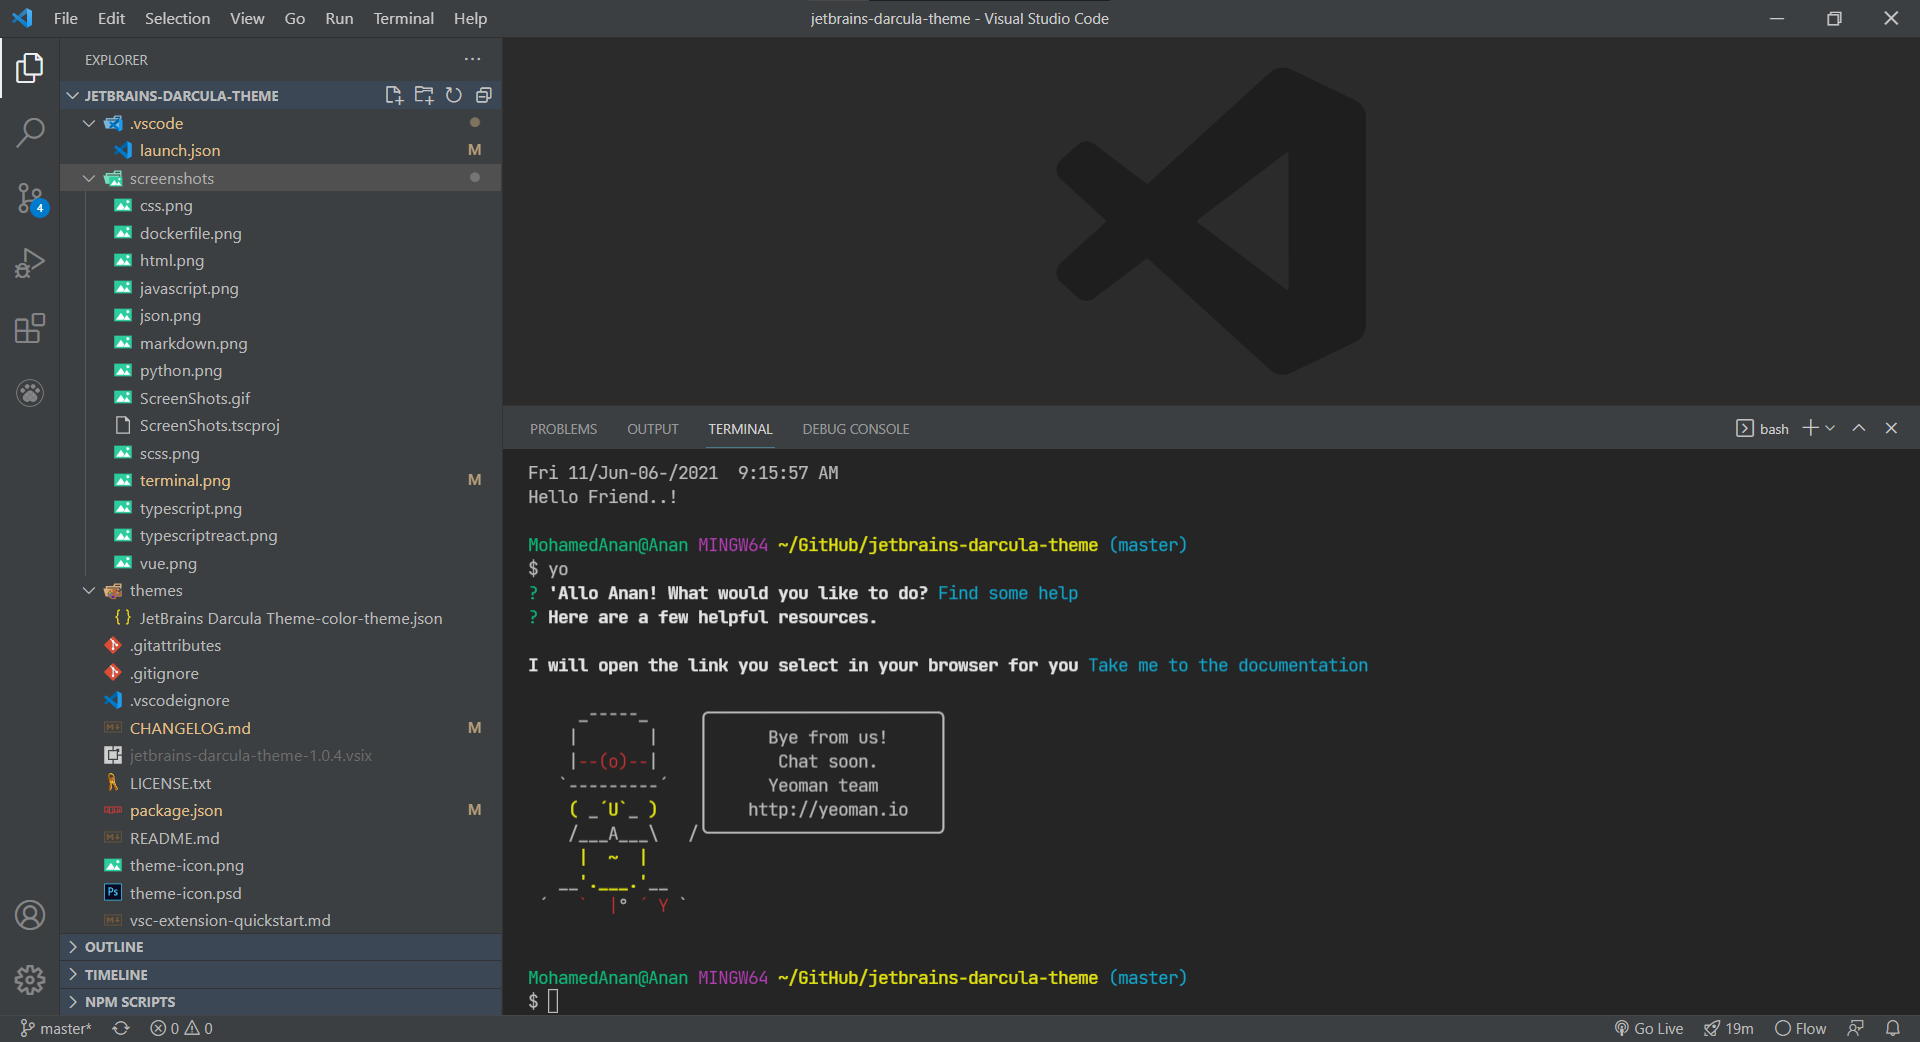 File Edit Selection View Go Run Terminal Help
jetbrains-darcula-theme - Visual Studio Code
EXPLORER
JETBRAINS-DARCULA-THEME
.vscode
launch.json M
screenshots
css.png
dockerfile.png
html.png
javascript.png
json.png
markdown.png
python.png
ScreenShots.gif
ScreenShots.tscproj
scss.png
terminal.png M
typescript.png
typescriptreact.png
vue.png
themes
JetBrains Darcula Theme-color-theme.json
.gitattributes
.gitignore
.vscodeignore
CHANGELOG.md M
jetbrains-darcula-theme-1.0.4.vsix
LICENSE.txt
package.json M
README.md
theme-icon.png
Ps theme-icon.psd
vsc-extension-quickstart.md
OUTLINE
TIMELINE
NPM SCRIPTS
4
PROBLEMS OUTPUT TERMINAL DEBUG CONSOLE
bash
Fri 11/Jun-06-/2021  9:15:57 AM
Hello Friend..!
MohamedAnan@Anan MINGW64 ~/GitHub/jetbrains-darcula-theme (master)
$ yo
? 'Allo Anan! What would you like to do? Find some help
? Here are a few helpful resources.
I will open the link you select in your browser for you Take me to the documentation
     _-----_
    |       |
    |--(o)--|
   `---------´
    ( _´U`_ )
    /___A___\   /
     |  ~  |
   __'.___.'__
 ´   `  |° ´ Y `
Bye from us!
Chat soon.
Yeoman team
http://yeoman.io
MohamedAnan@Anan MINGW64 ~/GitHub/jetbrains-darcula-theme (master)
$
master* 0 0
Go Live 19m Flow